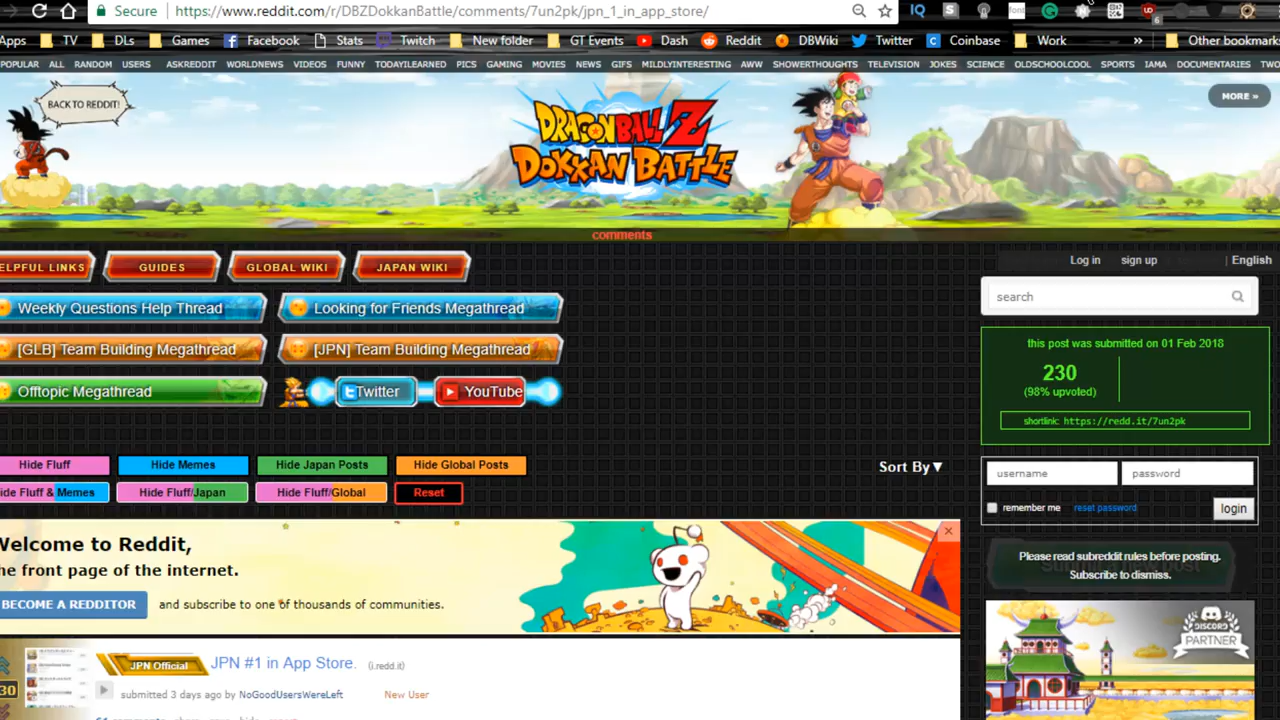 Secure https://www.reddit.com/r/DBZDokkanBattle/comments/7un2pk/jpn_1_in_app_store/
Apps TV DLs Games Facebook Stats Twitch New folder GT Events Dash Reddit DBWiki Twitter Coinbase Work » Other bookmarks
POPULAR ALL RANDOM USERS ASKREDDIT WORLDNEWS VIDEOS FUNNY TODAYILEARNED PICS GAMING MOVIES NEWS GIFS MILDLYINTERESTING AWW SHOWERTHOUGHTS TELEVISION JOKES SCIENCE OLDSCHOOLCOOL SPORTS IAMA DOCUMENTARIES TWO
BACK TO REDDIT!
MORE »
DRAGON BALL Z
DOKKAN BATTLE
comments
ELPFUL LINKS GUIDES GLOBAL WIKI JAPAN WIKI
Log in sign up | English
search
Weekly Questions Help Thread Looking for Friends Megathread
[GLB] Team Building Megathread [JPN] Team Building Megathread
Offtopic Megathread Twitter YouTube
this post was submitted on 01 Feb 2018
230
(98% upvoted)
shortlink: https://redd.it/7un2pk
Hide Fluff Hide Memes Hide Japan Posts Hide Global Posts
Sort By▼
ide Fluff & Memes Hide Fluff/Japan Hide Fluff/Global Reset
username password
remember me reset password login
Welcome to Reddit,
he front page of the internet.
BECOME A REDDITOR and subscribe to one of thousands of communities.
Please read subreddit rules before posting.
Subscribe to dismiss.
DISCORD
PARTNER
JPN Official JPN #1 in App Store. (i.redd.it)
30
submitted 3 days ago by NoGoodUsersWereLeft New User